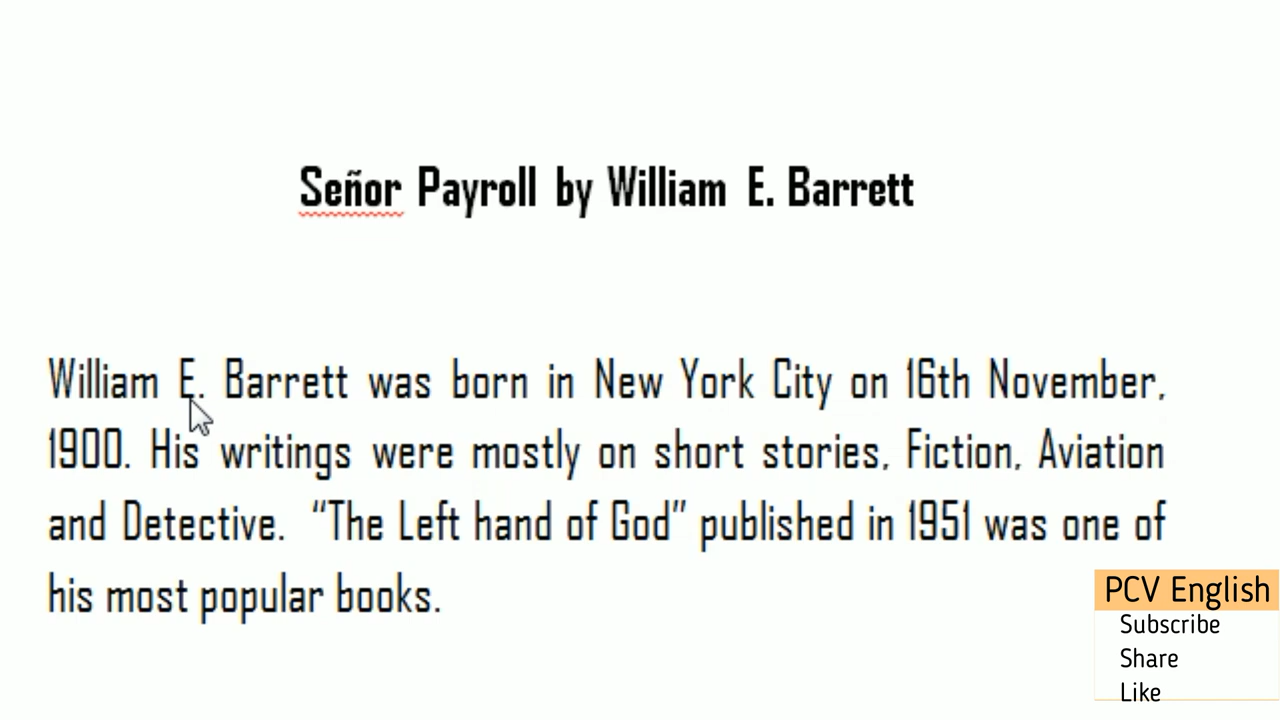 Señor Payroll by William E. Barrett
William E. Barrett was born in New York City on 16th November,
1900. His writings were mostly on short stories, Fiction, Aviation
and Detective. “The Left hand of God” published in 1951 was one of
his most popular books.
PCV English
Subscribe
Share
Like